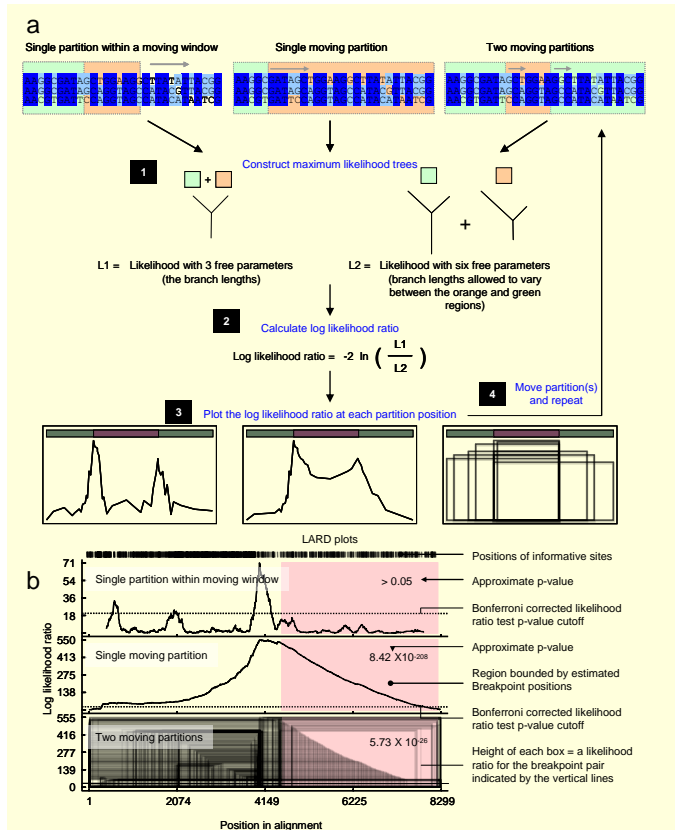 a
Single partition within a moving window
Single moving partition
Two moving partitions
1
Construct maximum likelihood trees
+
+
L1 = Likelihood with 3 free parameters
(the branch lengths)
L2 = Likelihood with six free parameters
(branch lengths allowed to vary
between the orange and green
regions)
2
Calculate log likelihood ratio
Log likelihood ratio = -2 ln ( L1 / L2 )
3
Plot the log likelihood ratio at each partition position
4
Move partition(s)
and repeat
LARD plots
Positions of informative sites
b
71
54
36
18
Single partition within moving window
> 0.05
Approximate p-value
Bonferroni corrected likelihood
ratio test p-value cutoff
550
413
275
138
Single moving partition
8.42 X10-208
Approximate p-value
Region bounded by estimated
Breakpoint positions
Bonferroni corrected likelihood
ratio test p-value cutoff
Log likelihood ratio
555
416
277
139
0
Two moving partitions
5.73 X 10-26
Height of each box = a likelihood
ratio for the breakpoint pair
indicated by the vertical lines
1
2074
4149
6225
8299
Position in alignment